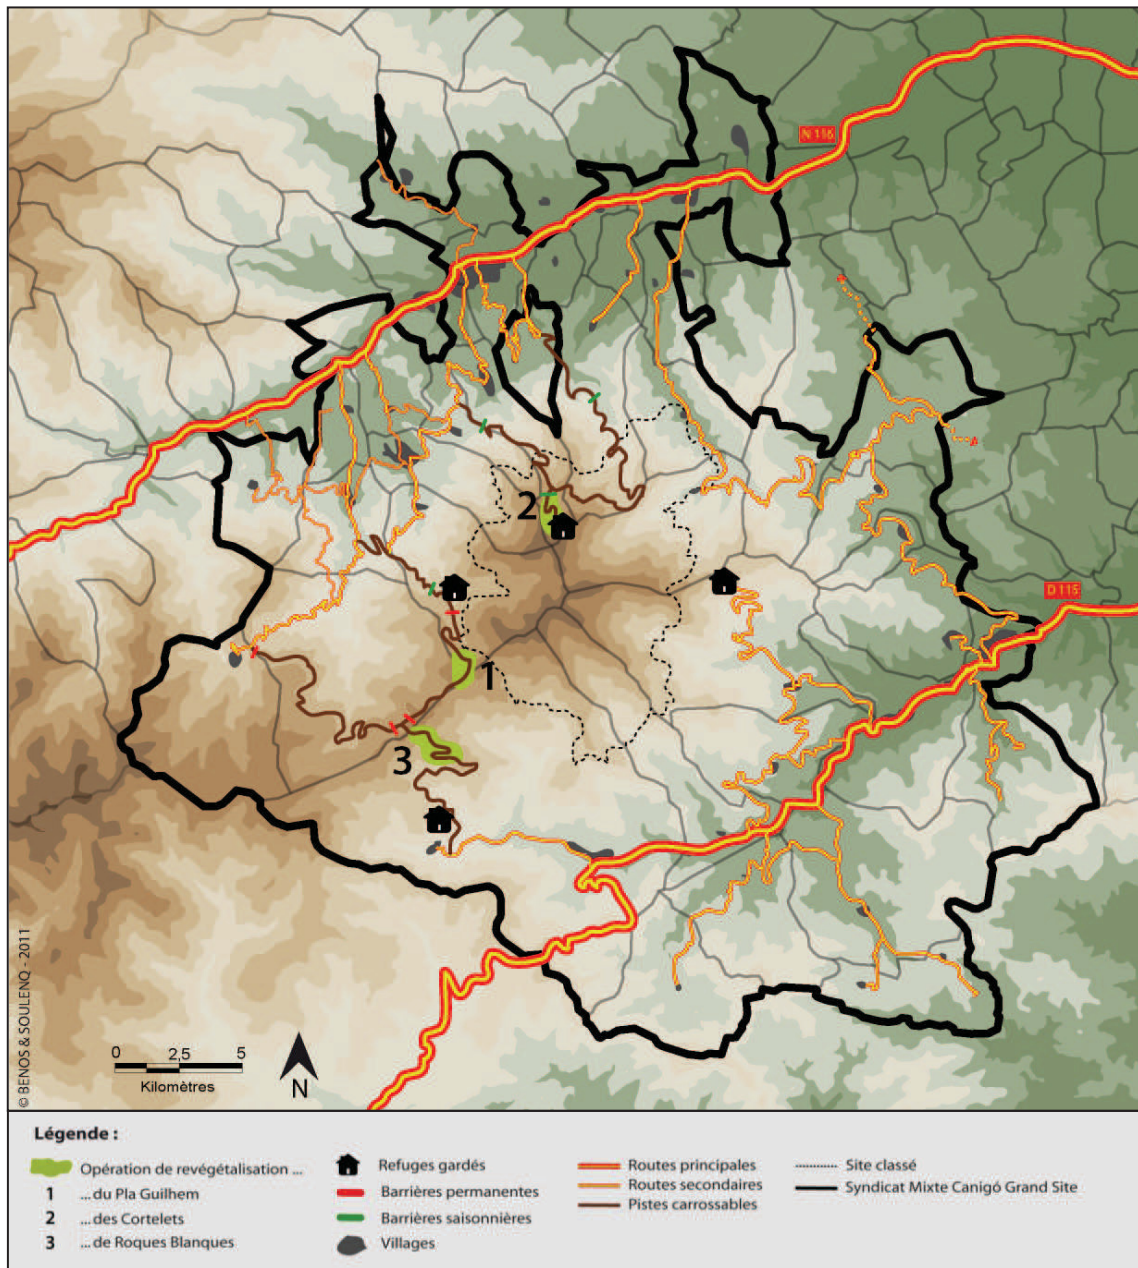 N 116
D 115
2
1
3
© BENOS & SOULENQ - 2011
0 2,5 5
Kilomètres
N
Légende :
Opération de revégétalisation ...
1 ...du Pla Guilhem
2 ...des Cortelets
3 ...de Roques Blanques
Refuges gardés
Barrières permanentes
Barrières saisonnières
Villages
Routes principales
Routes secondaires
Pistes carrossables
Site classé
Syndicat Mixte Canigó Grand Site